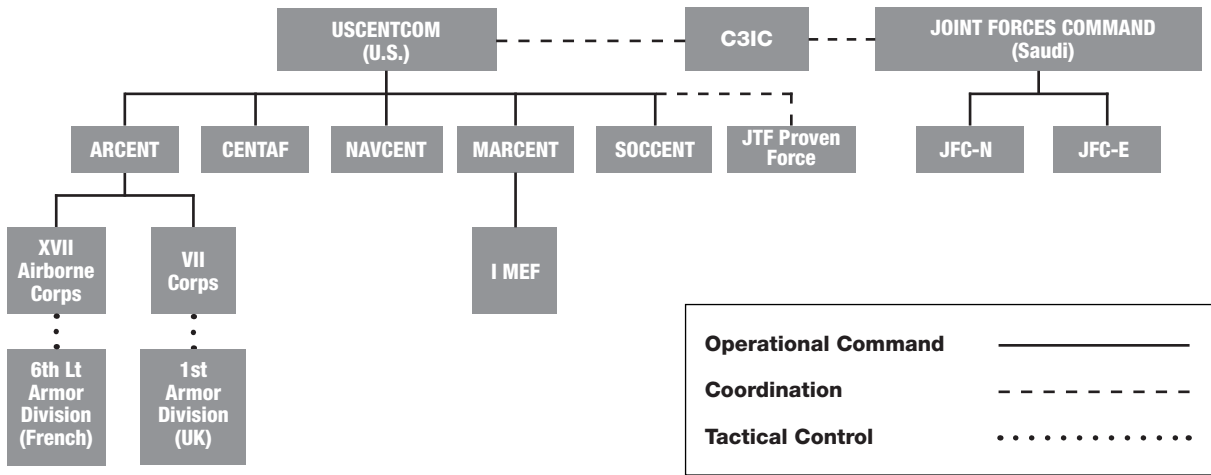 USCENTCOM
(U.S.)
C3IC
JOINT FORCES COMMAND
(Saudi)
ARCENT
CENTAF
NAVCENT
MARCENT
SOCCENT
JTF Proven
Force
JFC-N
JFC-E
XVII
Airborne
Corps
VII
Corps
I MEF
6th Lt
Armor
Division
(French)
1st
Armor
Division
(UK)
Operational Command
Coordination
Tactical Control